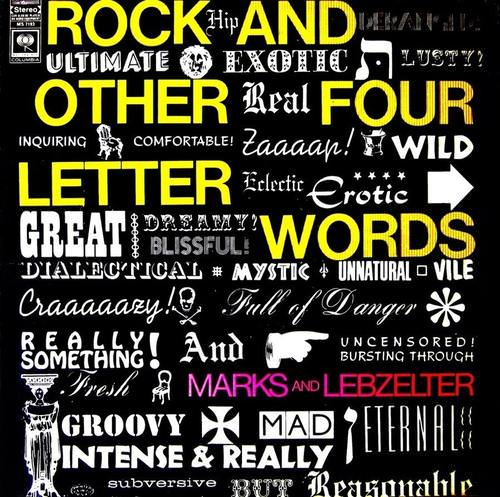 Stereo
COLUMBIA
ROCK Hip AND DERANGED
ULTIMATE EXOTIC ק LUSTY!
OTHER Real FOUR
INQUIRING COMFORTABLE! Zaaaap! WILD
LETTER Eclectic Erotic
GREAT DREAMY! BLISSFUL! WORDS
DIALECTICAL MYSTIC UNNATURAL VILE
Craaaaazy! Full of Danger
REALLY SOMETHING! And UNCENSORED! BURSTING THROUGH
Fresh MARKS AND LEBZELTER
GROOVY MAD ETERNAL
INTENSE & REALLY
subversive BUT Reasonable